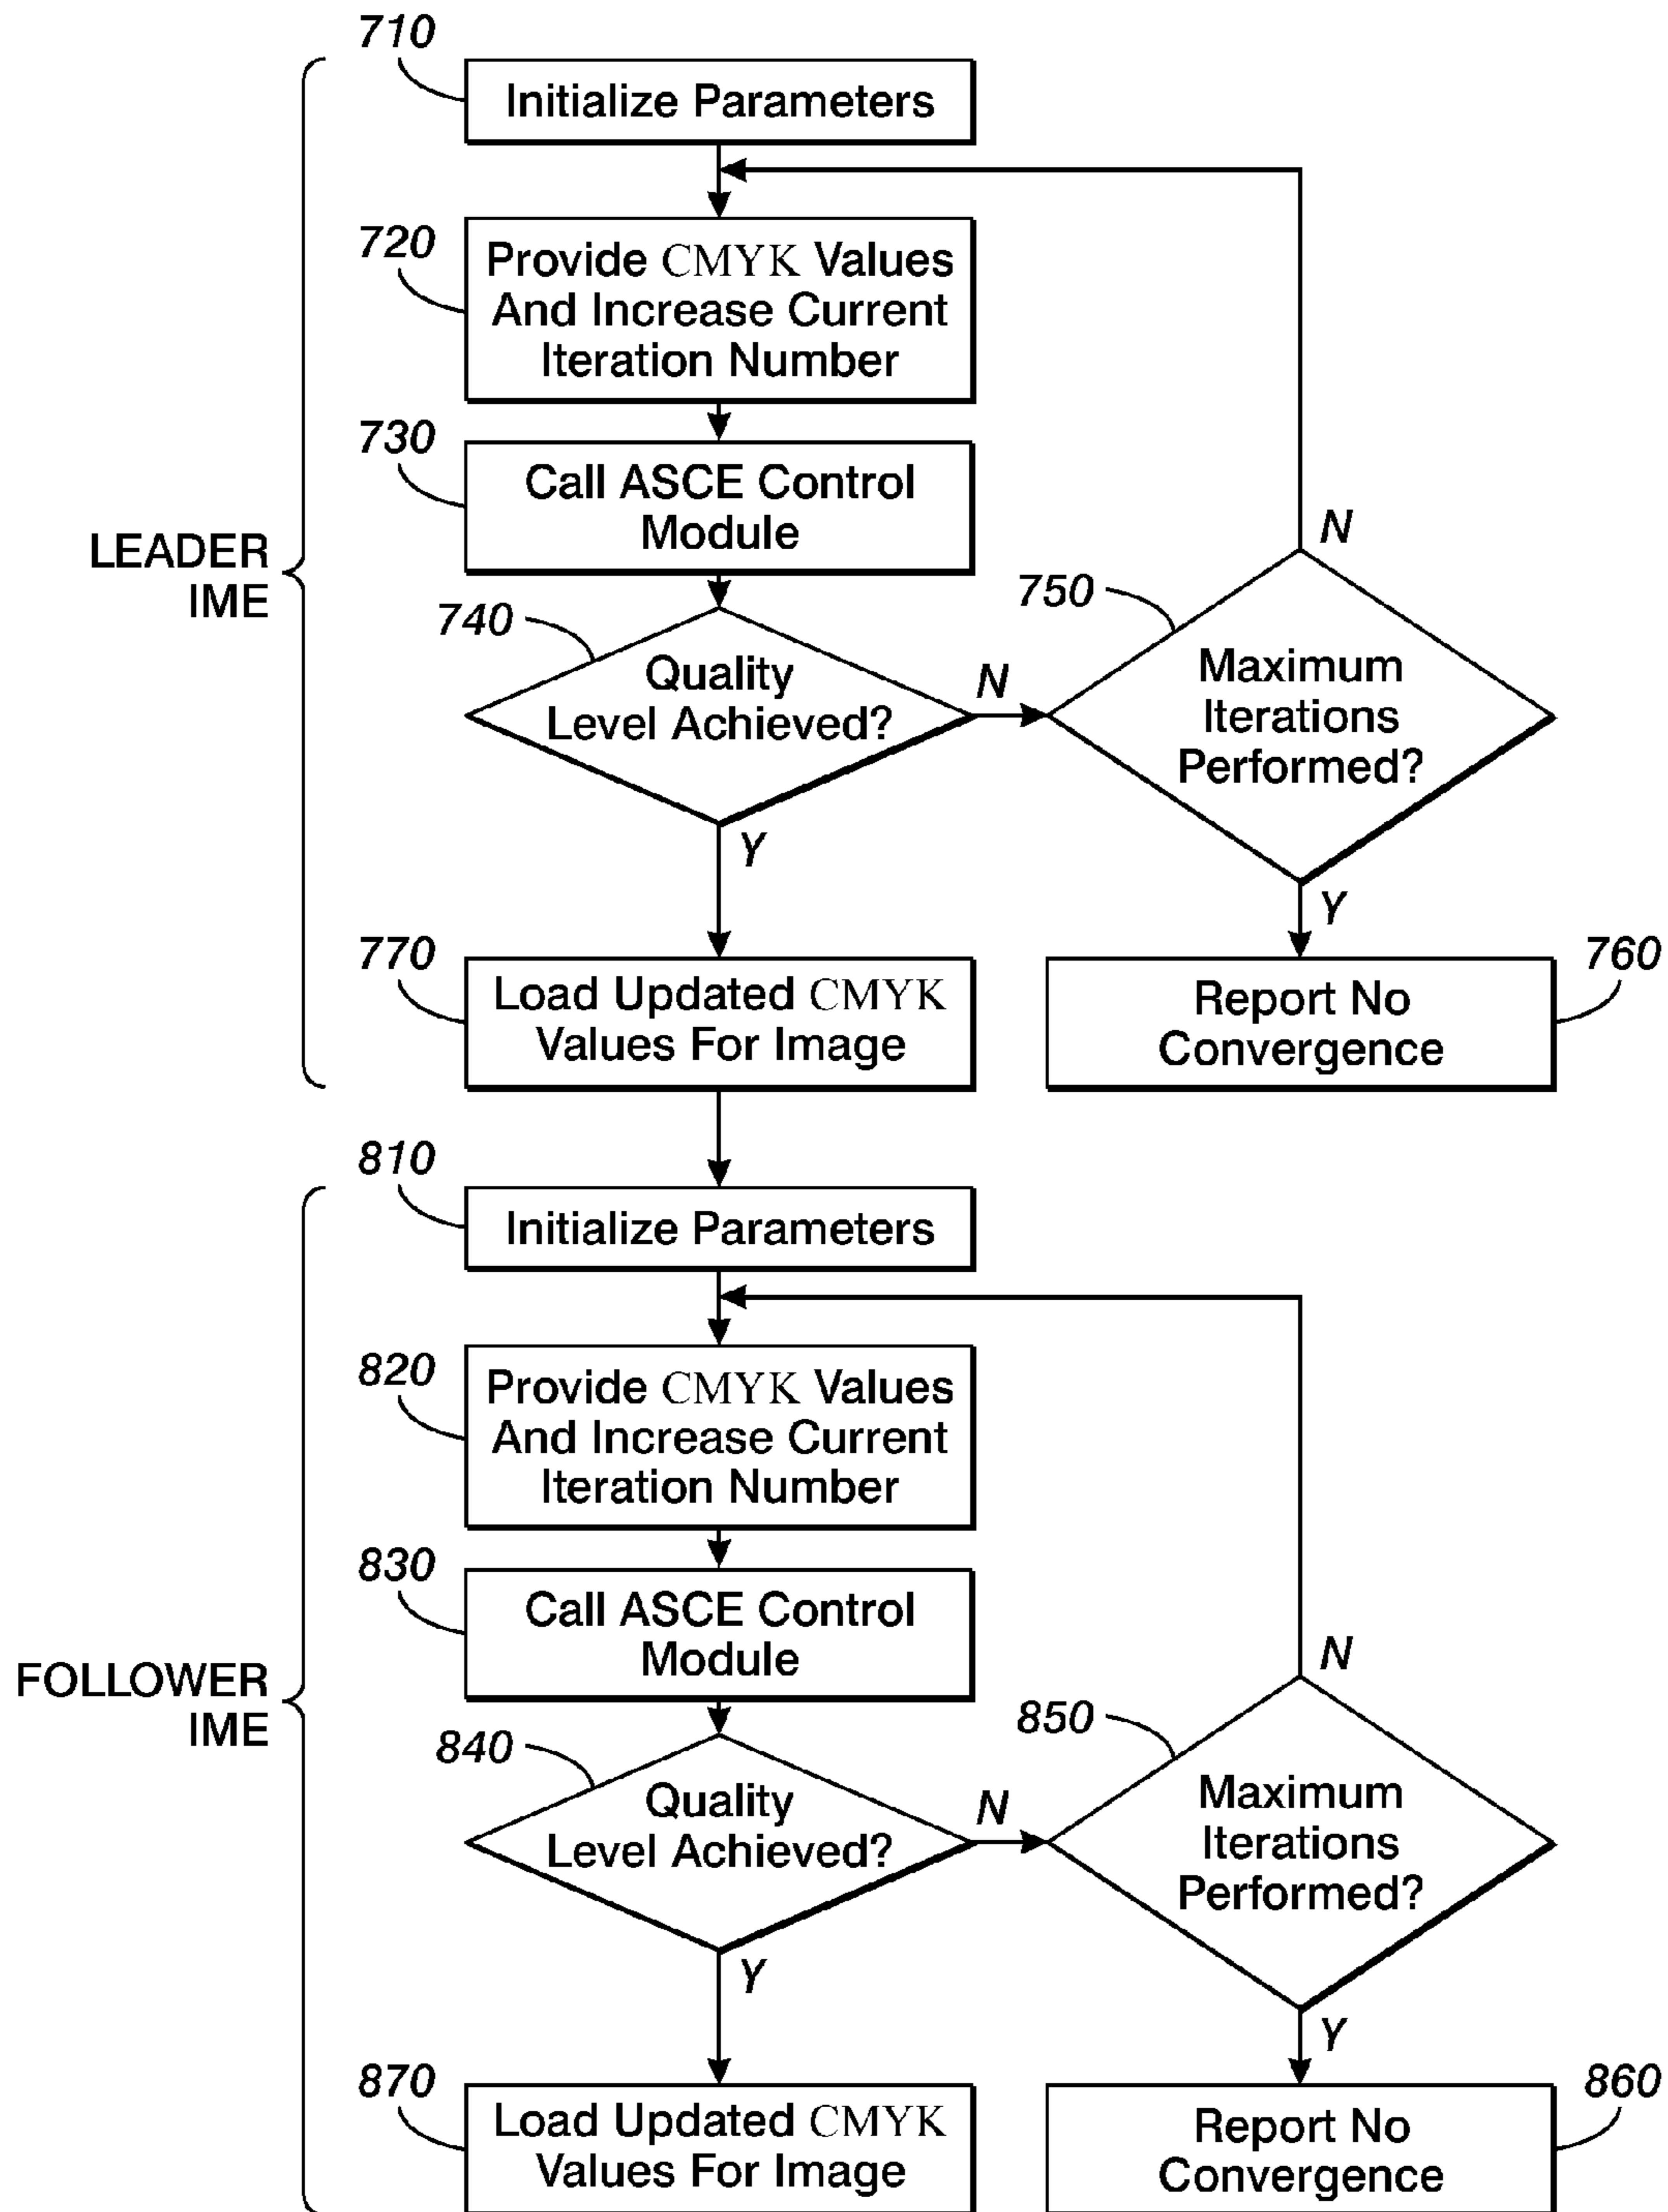 710
Initialize Parameters
720
Provide CMYK Values
And Increase Current
Iteration Number
730
Call ASCE Control
Module
LEADER
IME
N
740
Quality
Level Achieved?
N
750
Maximum
Iterations
Performed?
Y
Y
770
Load Updated CMYK
Values For Image
760
Report No
Convergence
810
Initialize Parameters
820
Provide CMYK Values
And Increase Current
Iteration Number
830
Call ASCE Control
Module
FOLLOWER
IME
N
840
Quality
Level Achieved?
N
850
Maximum
Iterations
Performed?
Y
Y
870
Load Updated CMYK
Values For Image
860
Report No
Convergence